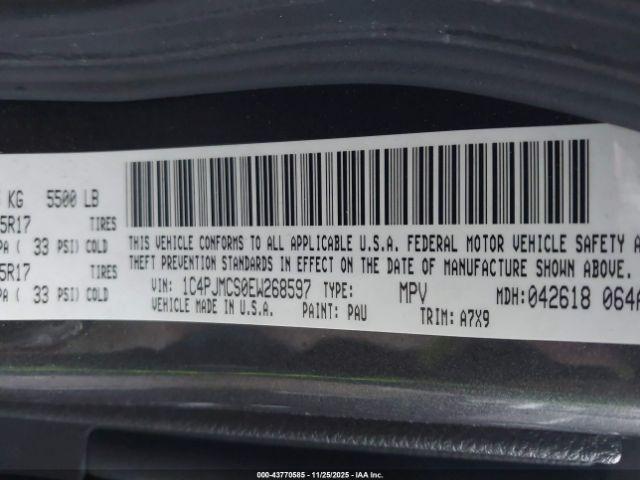 KG 5500 LB
5R17 TIRES
PA ( 33 PSI) COLD
5R17 TIRES
PA ( 33 PSI) COLD
THIS VEHICLE CONFORMS TO ALL APPLICABLE U.S.A. FEDERAL MOTOR VEHICLE SAFETY A
THEFT PREVENTION STANDARDS IN EFFECT ON THE DATE OF MANUFACTURE SHOWN ABOVE.
VIN: 1C4PJMCS0EW268597 TYPE: MPV MDH: 042618 064A
VEHICLE MADE IN U.S.A. PAINT: PAU TRIM: A7X9
000-43770585 - 11/25/2025 - IAA Inc.